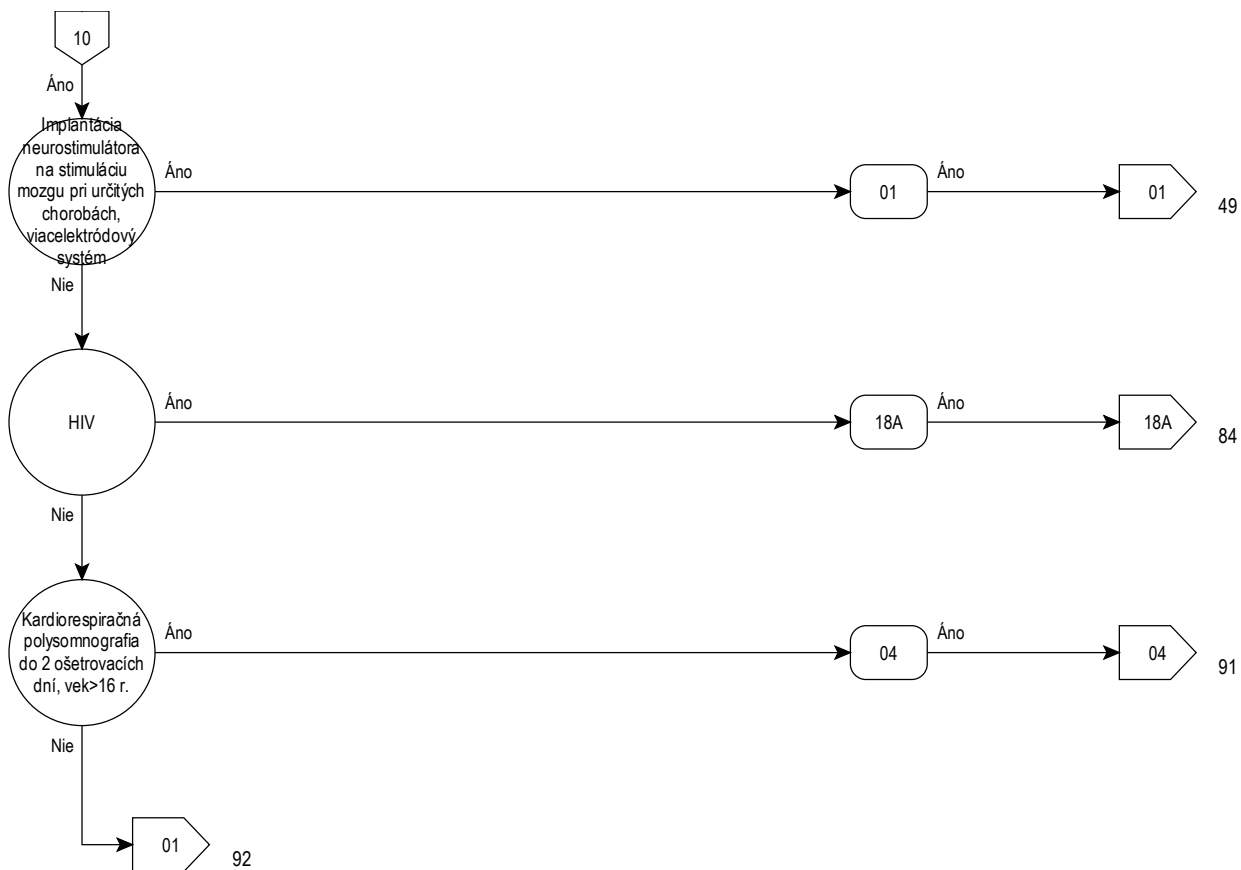 10
Áno
Implantácia
neurostimulátora
na stimuláciu
mozgu pri určitých
chorobách,
viacelektródový
systém
Áno
01
Áno
01
49
Nie
HIV
Áno
18A
Áno
18A
84
Nie
Kardiorespiračná
polysomnografia
do 2 ošetrovacích
dní, vek>16 r.
Áno
04
Áno
04
91
Nie
01
92